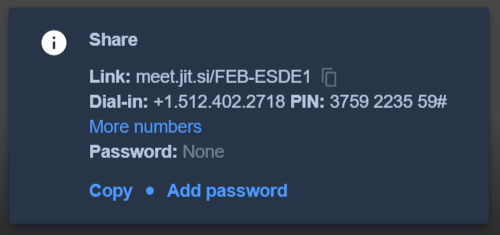 Share
Link: meet.jit.si/FEB-ESDE1
Dial-in: +1.512.402.2718 PIN: 3759 2235 59#
More numbers
Password: None
Copy • Add password